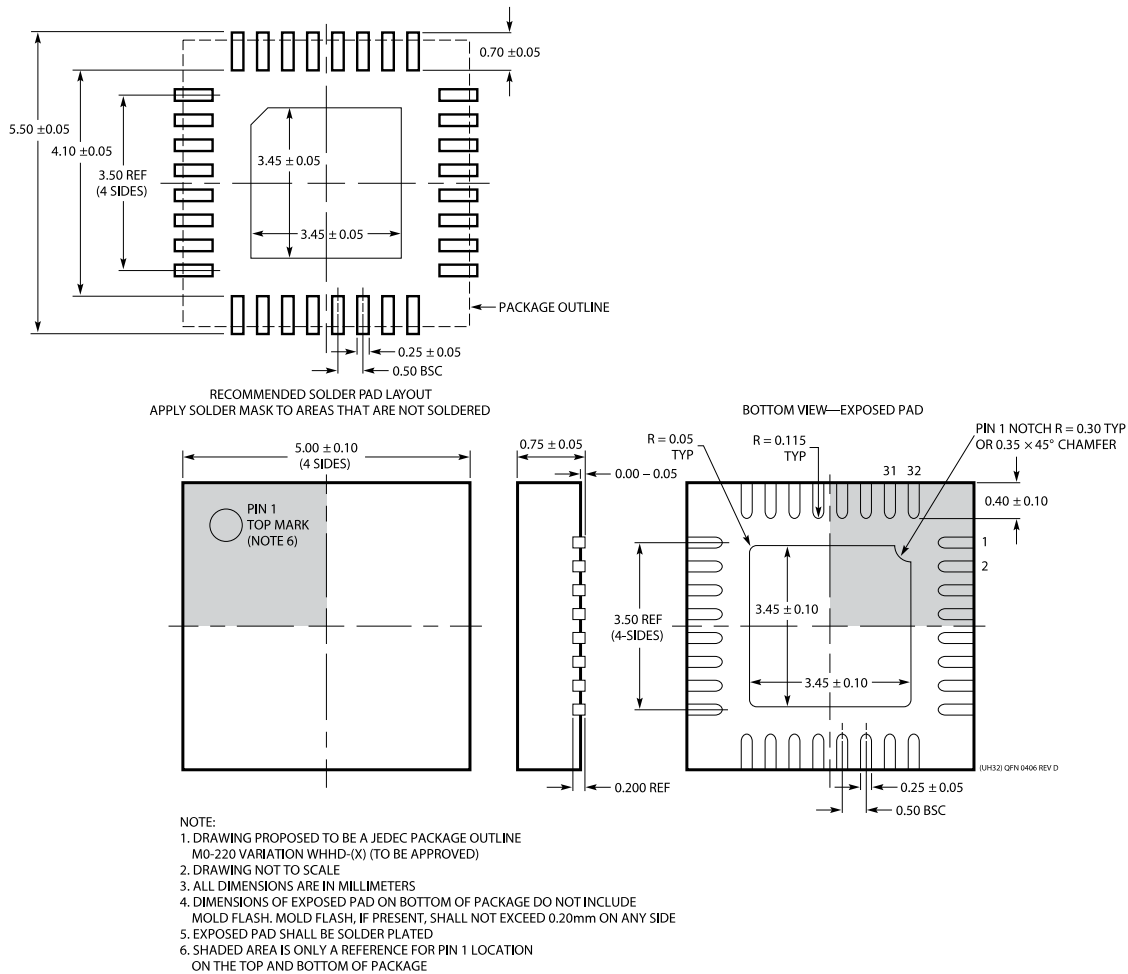 0.70 ±0.05
5.50 ±0.05
4.10 ±0.05
3.50 REF
(4 SIDES)
3.45 ± 0.05
3.45 ± 0.05
PACKAGE OUTLINE
0.25 ± 0.05
0.50 BSC
RECOMMENDED SOLDER PAD LAYOUT
APPLY SOLDER MASK TO AREAS THAT ARE NOT SOLDERED
5.00 ± 0.10
(4 SIDES)
PIN 1
TOP MARK
(NOTE 6)
0.75 ± 0.05
0.00 – 0.05
0.200 REF
BOTTOM VIEW—EXPOSED PAD
R = 0.05
TYP
R = 0.115
TYP
PIN 1 NOTCH R = 0.30 TYP
OR 0.35 × 45° CHAMFER
31 32
0.40 ± 0.10
1
2
3.50 REF
(4-SIDES)
3.45 ± 0.10
3.45 ± 0.10
(UH32) QFN 0406 REV D
0.25 ± 0.05
0.50 BSC
NOTE:
1. DRAWING PROPOSED TO BE A JEDEC PACKAGE OUTLINE
M0-220 VARIATION WHHD-(X) (TO BE APPROVED)
2. DRAWING NOT TO SCALE
3. ALL DIMENSIONS ARE IN MILLIMETERS
4. DIMENSIONS OF EXPOSED PAD ON BOTTOM OF PACKAGE DO NOT INCLUDE
MOLD FLASH. MOLD FLASH, IF PRESENT, SHALL NOT EXCEED 0.20mm ON ANY SIDE
5. EXPOSED PAD SHALL BE SOLDER PLATED
6. SHADED AREA IS ONLY A REFERENCE FOR PIN 1 LOCATION
ON THE TOP AND BOTTOM OF PACKAGE